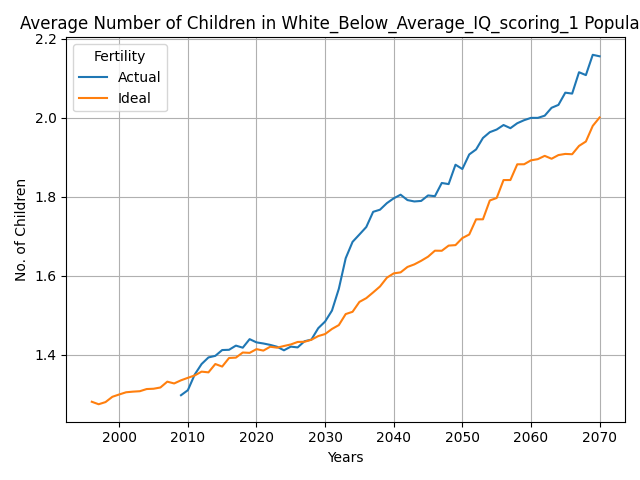 Average Number of Children in White_Below_Average_IQ_scoring_1 Popula
2.2
2.0
1.8
1.6
1.4
No. of Children
Fertility
Actual
Ideal
2000 2010 2020 2030 2040 2050 2060 2070
Years